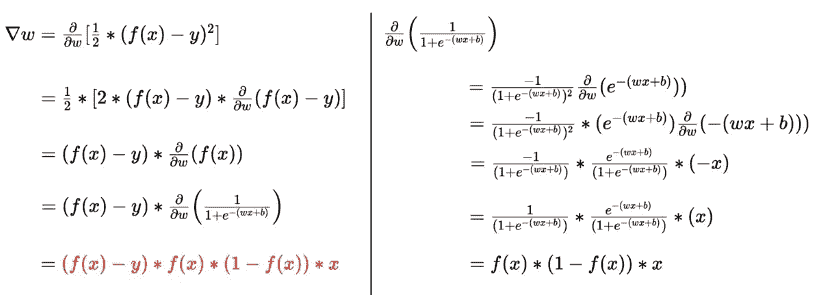 ∇w = ∂/∂w[1/2 * (f(x) − y)²]
= 1/2 * [2 * (f(x) − y) * ∂/∂w(f(x) − y)]
= (f(x) − y) * ∂/∂w(f(x))
= (f(x) − y) * ∂/∂w(1/(1+e^−(wx+b)))
= (f(x) − y) * f(x) * (1 − f(x)) * x
∂/∂w(1/(1+e^−(wx+b)))
= −1/(1+e^−(wx+b))² ∂/∂w(e^−(wx+b)))
= −1/(1+e^−(wx+b))² * (e^−(wx+b))∂/∂w(−(wx + b)))
= −1/(1+e^−(wx+b)) * e^−(wx+b)/(1+e^−(wx+b)) * (−x)
= 1/(1+e^−(wx+b)) * e^−(wx+b)/(1+e^−(wx+b)) * (x)
= f(x) * (1 − f(x)) * x